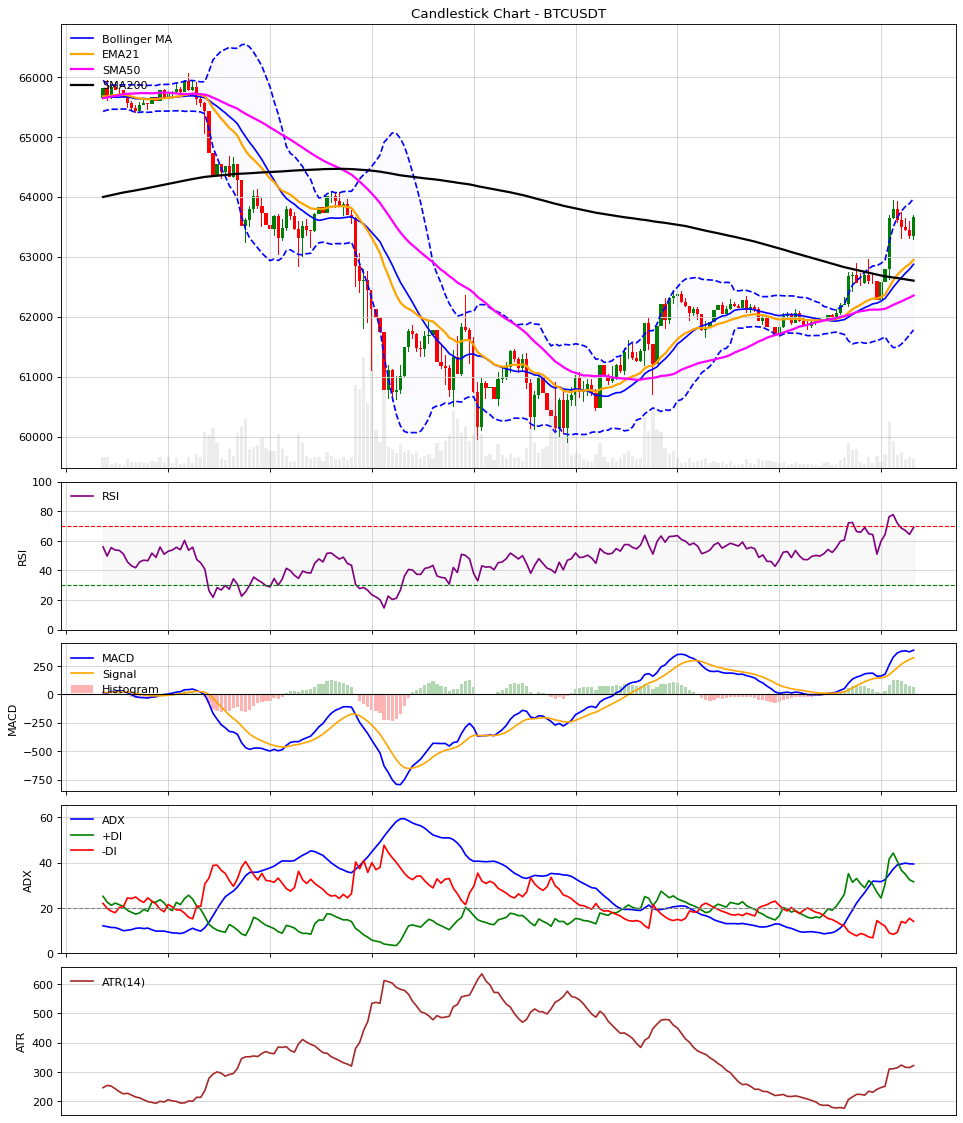 Candlestick Chart - BTCUSDT
Bollinger MA
EMA21
SMA50
SMA200
66000
65000
64000
63000
62000
61000
60000
RSI
100
80
60
40
20
0
RSI
MACD
Signal
Histogram
250
0
−250
−500
−750
MACD
ADX
+DI
-DI
60
40
20
0
ADX
ATR(14)
600
500
400
300
200
ATR